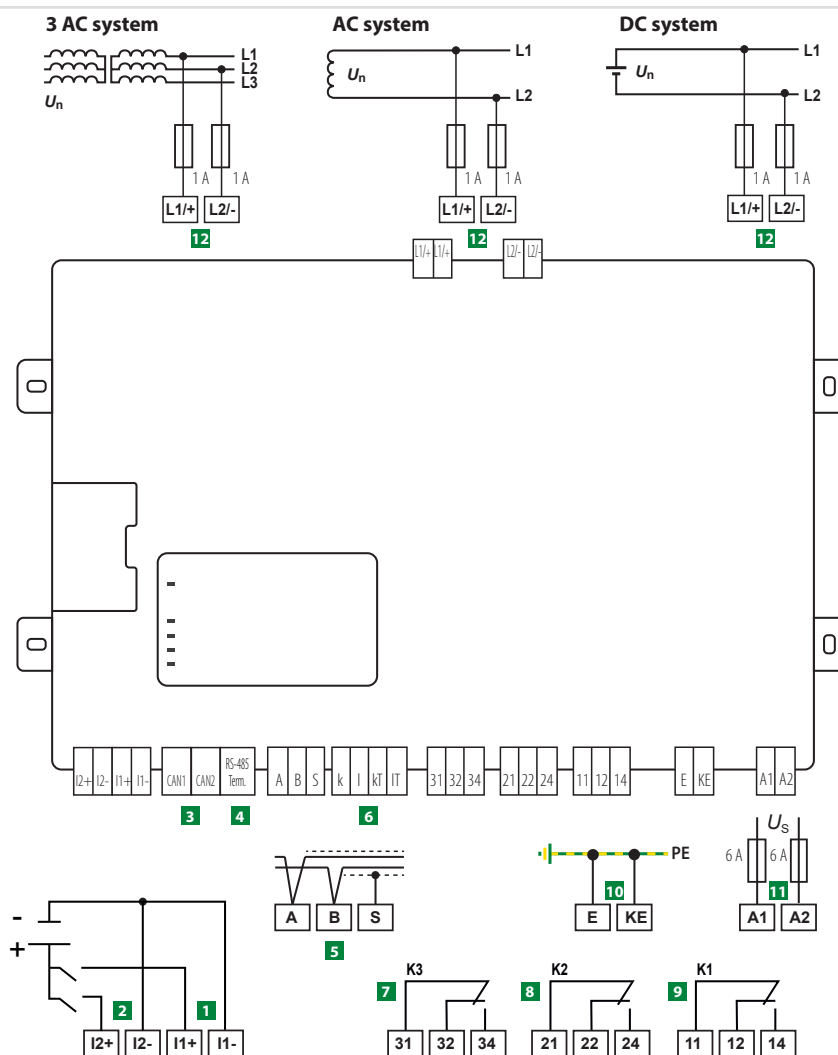 3 AC system AC system DC system
L1 L1 L1
L2
L3
Un Un Un
L2 L2
1 A 1 A 1 A 1 A 1 A 1 A
L1/+ L2/- L1/+ L2/- L1/+ L2/-
12 12 12
L1/+ L1/+ L2/- L2/-
I2+ I2- I1+ I1- CAN1 CAN2 RS-485 Term. A B S k l kT lT 31 32 34 21 22 24 11 12 14 E KE A1 A2
3 4 6
US
PE 6 A 6 A
10 11
A B S E KE A1 A2
5
- 
+
K3 K2 K1
2 1 7 8 9
I2+ I2- I1+ I1- 31 32 34 21 22 24 11 12 14